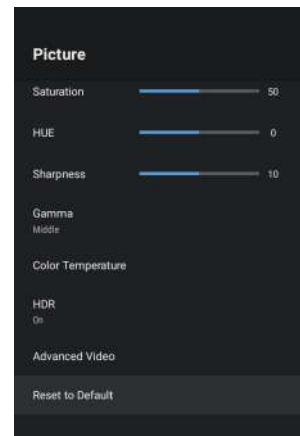 Picture
Saturation 50
HUE 0
Sharpness 10
Gamma
Middle
Color Temperature
HDR
On
Advanced Video
Reset to Default